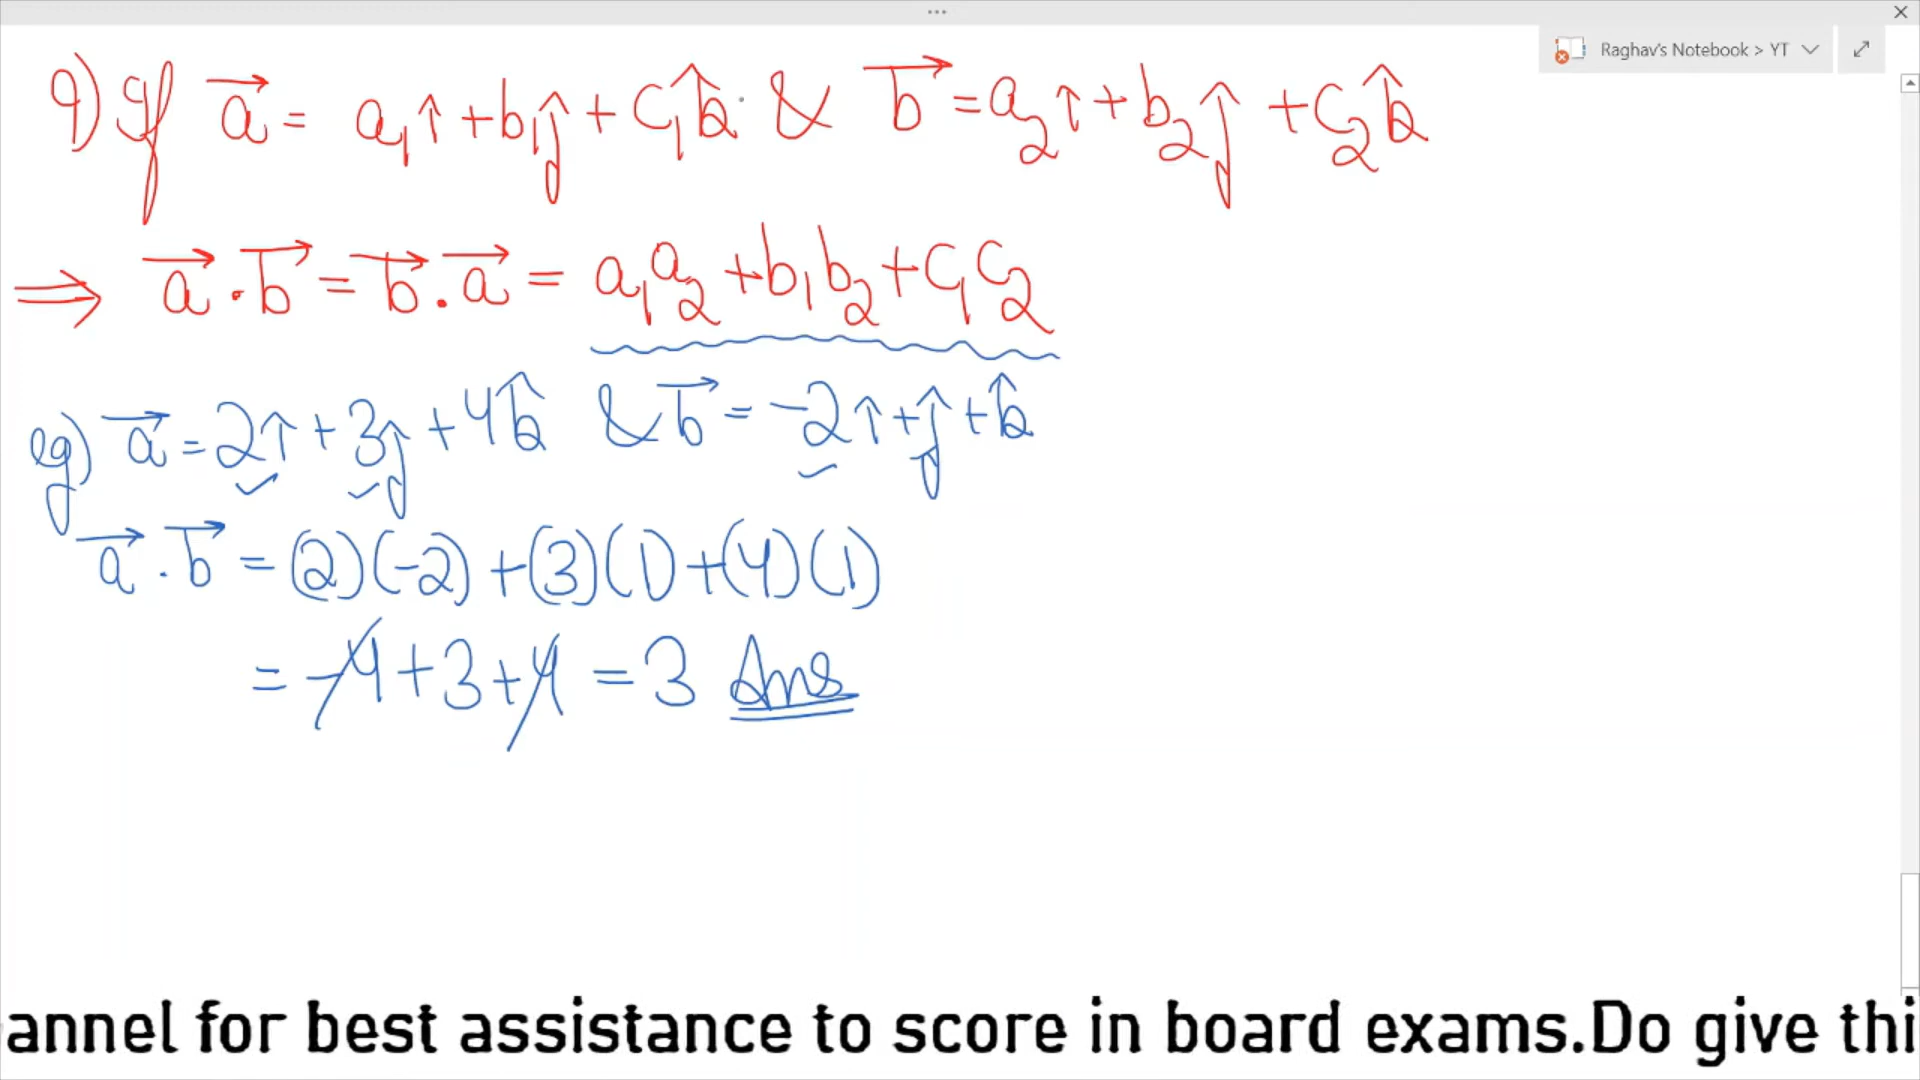 ...
Raghav's Notebook > YT
9) If a⃗ = a₁î + b₁ĵ + c₁k̂ & b⃗ = a₂î + b₂ĵ + c₂k̂
⇒ a⃗ . b⃗ = b⃗ . a⃗ = a₁a₂ + b₁b₂ + c₁c₂
eg) a⃗ = 2î + 3ĵ + 4k̂ & b⃗ = -2î + ĵ + k̂
a⃗ . b⃗ = (2)(-2) + (3)(1) + (4)(1)
= -4 + 3 + 4 = 3 Ans
annel for best assistance to score in board exams.Do give thi